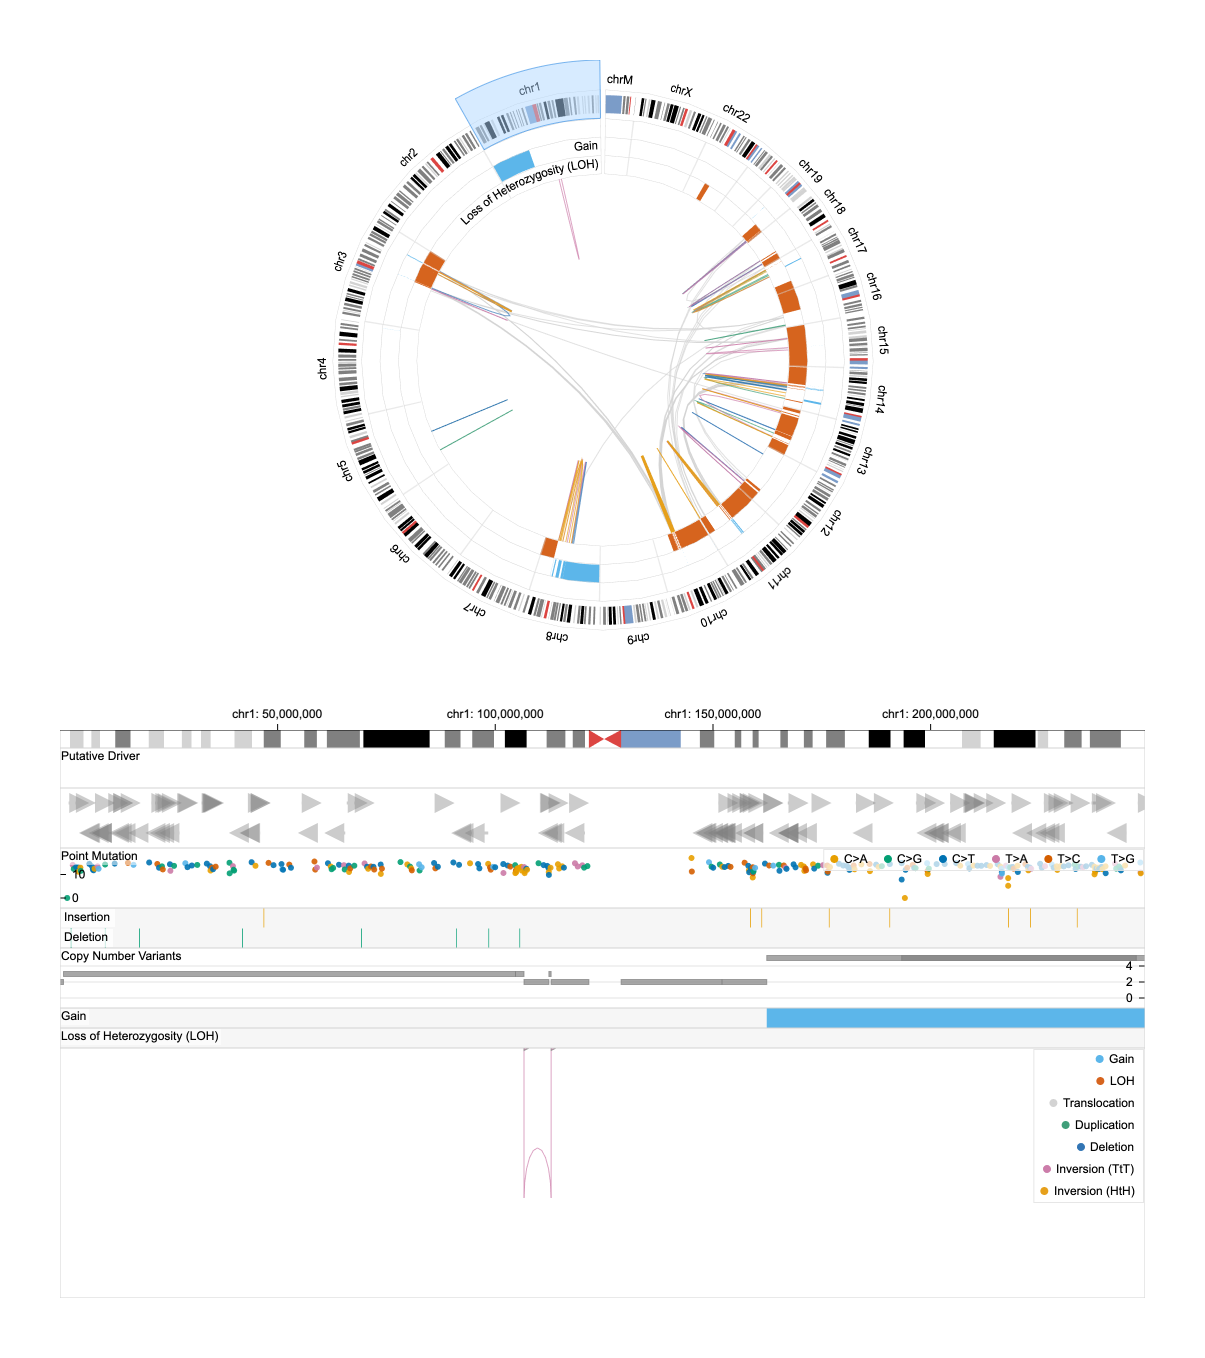 chrM
chrX
chr22
chr19
chr18
chr17
chr16
chr15
chr14
chr13
chr12
chr11
chr10
chr9
chr8
chr7
chr6
chr5
chr4
chr3
chr2
chr1
Gain
Loss of Heterozygosity (LOH)
chr1: 50,000,000 chr1: 100,000,000 chr1: 150,000,000 chr1: 200,000,000
Putative Driver
Point Mutation
C>A C>G C>T T>A T>C T>G
10
0
Insertion
Deletion
Copy Number Variants
4
2
0
Gain
Loss of Heterozygosity (LOH)
Gain
LOH
Translocation
Duplication
Deletion
Inversion (TtT)
Inversion (HtH)